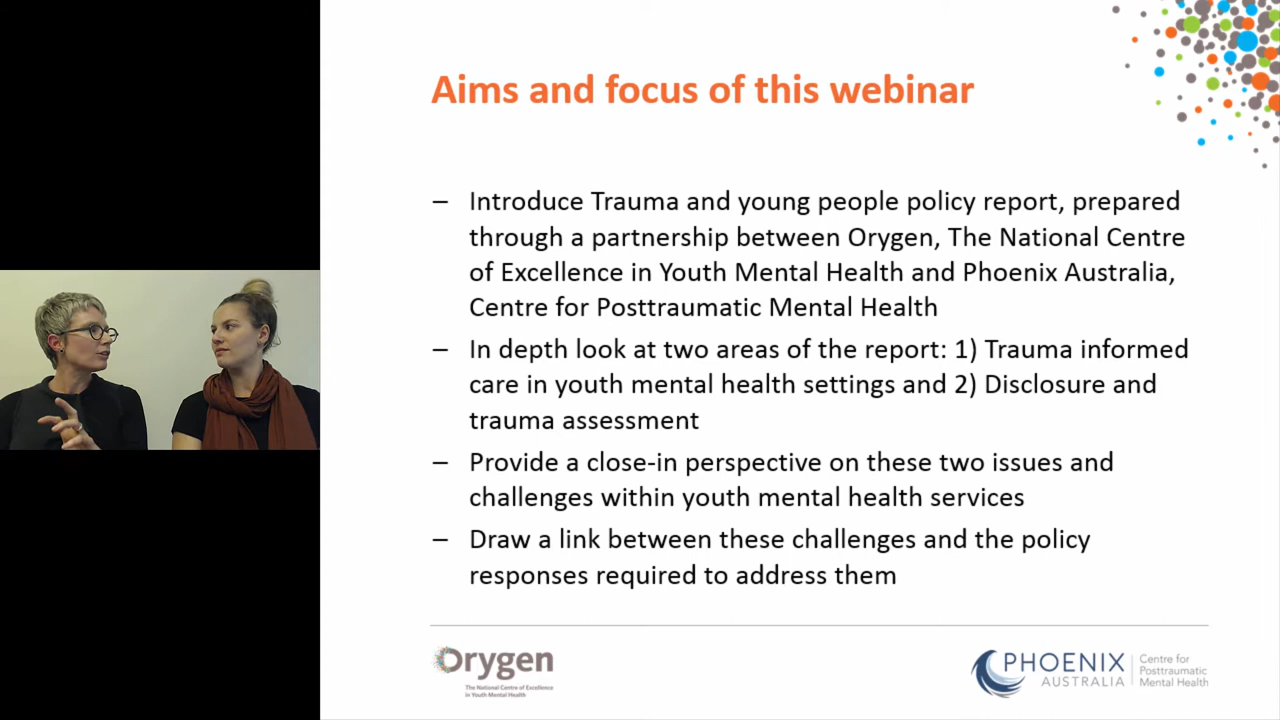 Aims and focus of this webinar
– Introduce Trauma and young people policy report, prepared
through a partnership between Orygen, The National Centre
of Excellence in Youth Mental Health and Phoenix Australia,
Centre for Posttraumatic Mental Health
– In depth look at two areas of the report: 1) Trauma informed
care in youth mental health settings and 2) Disclosure and
trauma assessment
– Provide a close-in perspective on these two issues and
challenges within youth mental health services
– Draw a link between these challenges and the policy
responses required to address them
Orygen
The National Centre of Excellence
in Youth Mental Health
PHOENIX
AUSTRALIA
Centre for
Posttraumatic
Mental Health